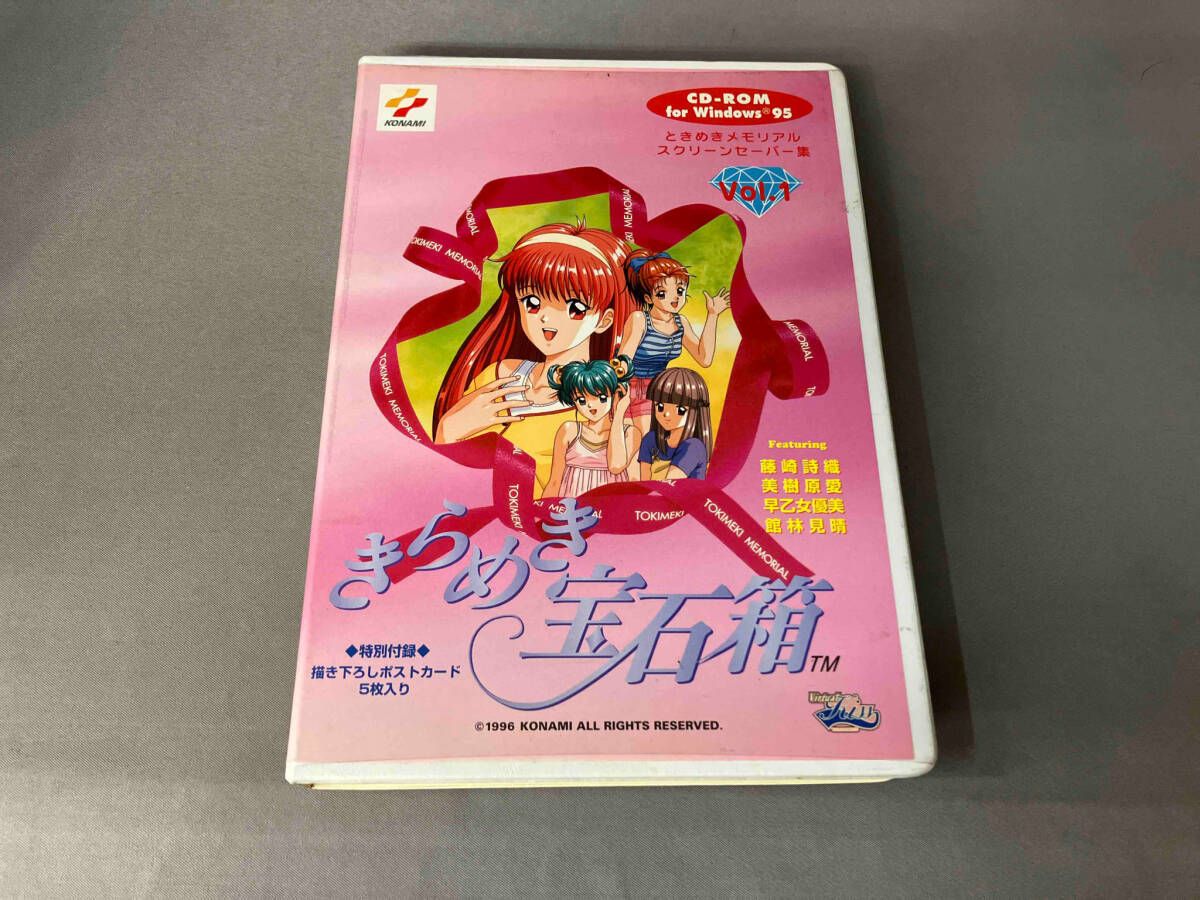 KONAMI
CD-ROM
for Windows®95
ときめきメモリアル
スクリーンセーバー集
Vol.1
TOKIMEKI MEMORIAL
TOKIMEKI MEMORIAL
TOKIMEKI MEMORIAL
MEMORIAL
TOKIMEKI MEMORIAL
TOKIMEKI
TOKIMEKI MEMORIAL
Featuring
藤崎詩織
美樹原愛
早乙女優美
館林見晴
きらめき
宝石箱™
◆特別付録◆
描き下ろしポストカード
5枚入り
©1996 KONAMI ALL RIGHTS RESERVED.